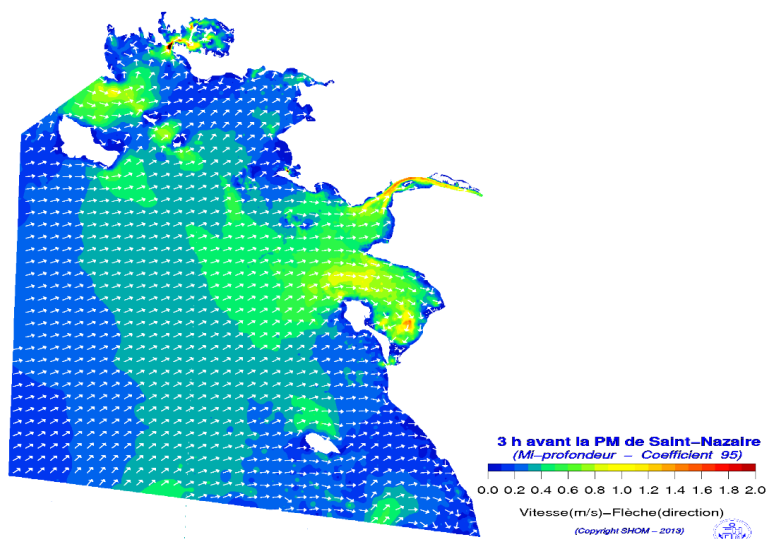 3 h avant la PM de Saint-Nazaire
(Mi-profondeur - Coefficient 95)
0.0 0.2 0.4 0.6 0.8 1.0 1.2 1.4 1.6 1.8 2.0
Vitesse(m/s)-Flèche(direction)
(Copyright SHOM - 2013)